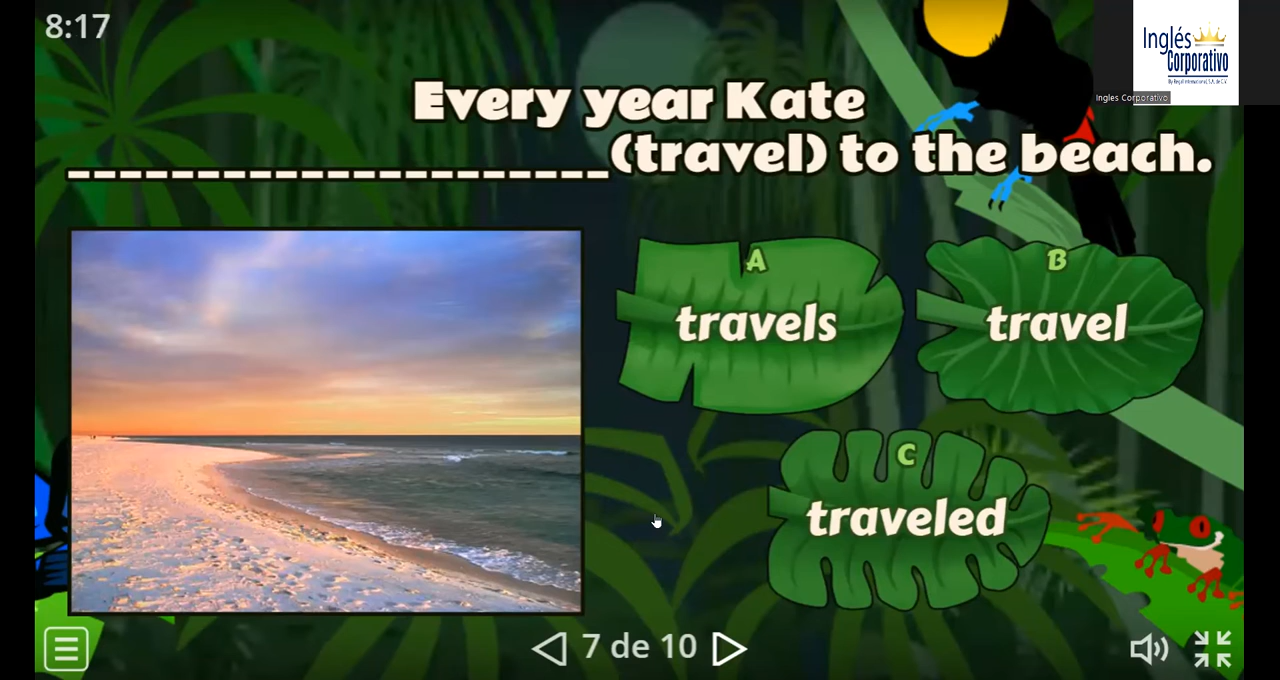 8:17
Inglés
Corporativo
Ingles Corporativo
Every year Kate
_____________________(travel) to the beach.
A
travels
B
travel
C
traveled
7 de 10